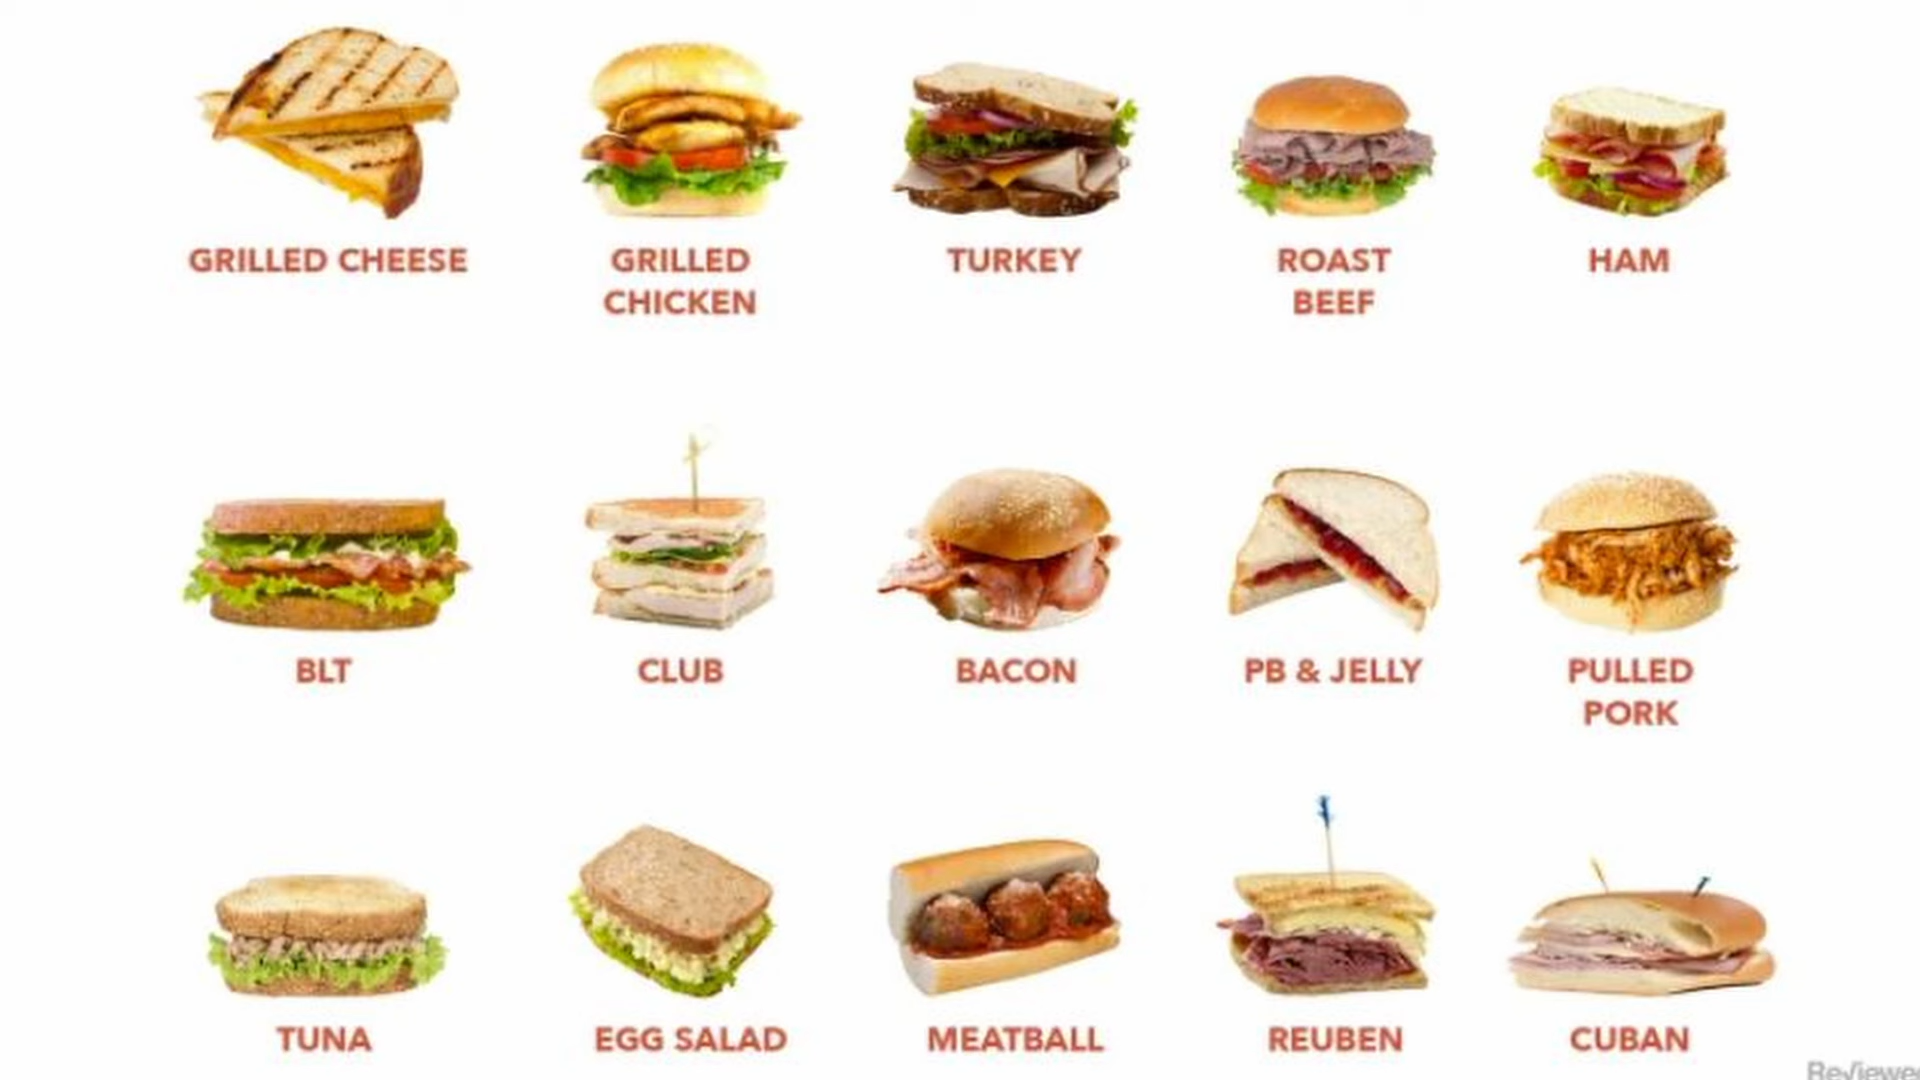 GRILLED CHEESE
GRILLED
CHICKEN
TURKEY
ROAST
BEEF
HAM
BLT
CLUB
BACON
PB & JELLY
PULLED
PORK
TUNA
EGG SALAD
MEATBALL
REUBEN
CUBAN